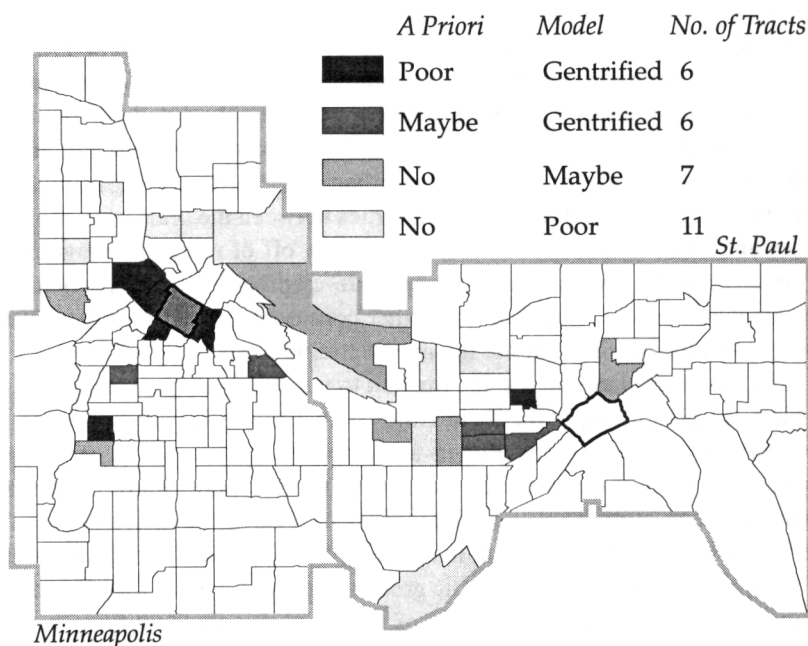 A Priori Model No. of Tracts
Poor Gentrified 6
Maybe Gentrified 6
No Maybe 7
No Poor 11
St. Paul
Minneapolis